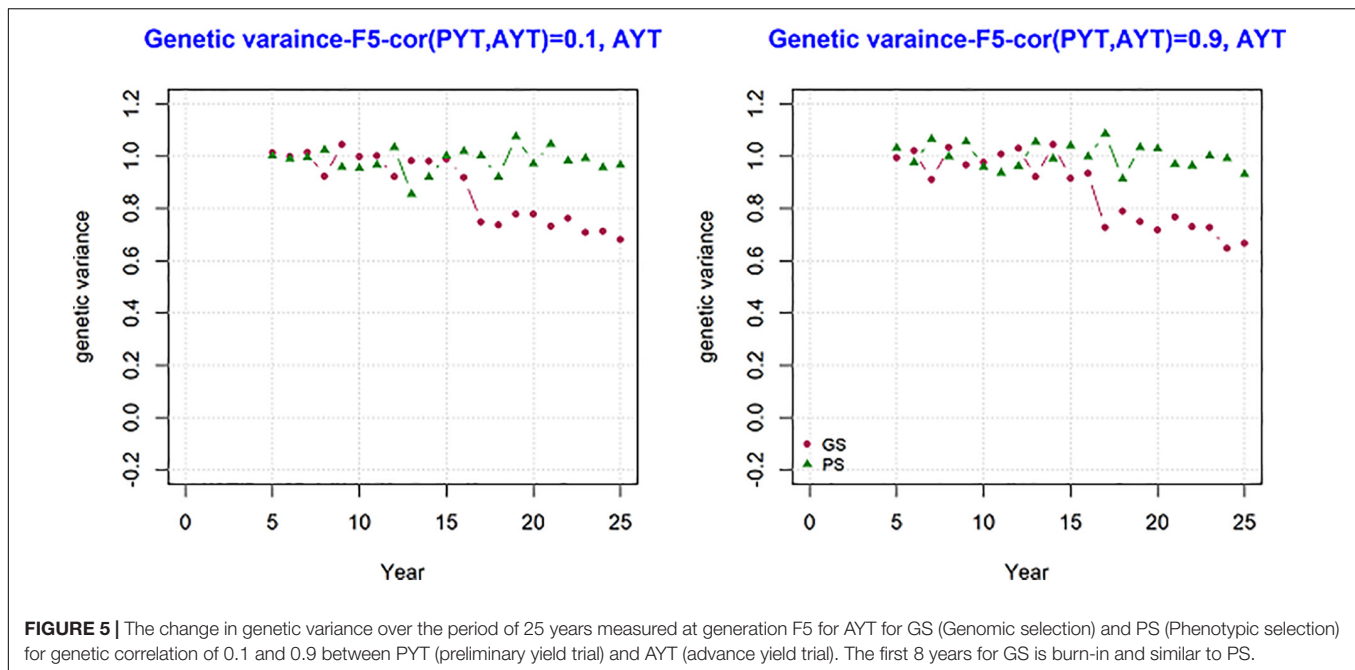 Genetic varaince-F5-cor(PYT,AYT)=0.1, AYT
genetic variance
1.2
1.0
0.8
0.6
0.4
0.2
0.0
-0.2
0 5 10 15 20 25
Year
Genetic varaince-F5-cor(PYT,AYT)=0.9, AYT
genetic variance
1.2
1.0
0.8
0.6
0.4
0.2
0.0
-0.2
GS
PS
0 5 10 15 20 25
Year
FIGURE 5 | The change in genetic variance over the period of 25 years measured at generation F5 for AYT for GS (Genomic selection) and PS (Phenotypic selection)
for genetic correlation of 0.1 and 0.9 between PYT (preliminary yield trial) and AYT (advance yield trial). The first 8 years for GS is burn-in and similar to PS.